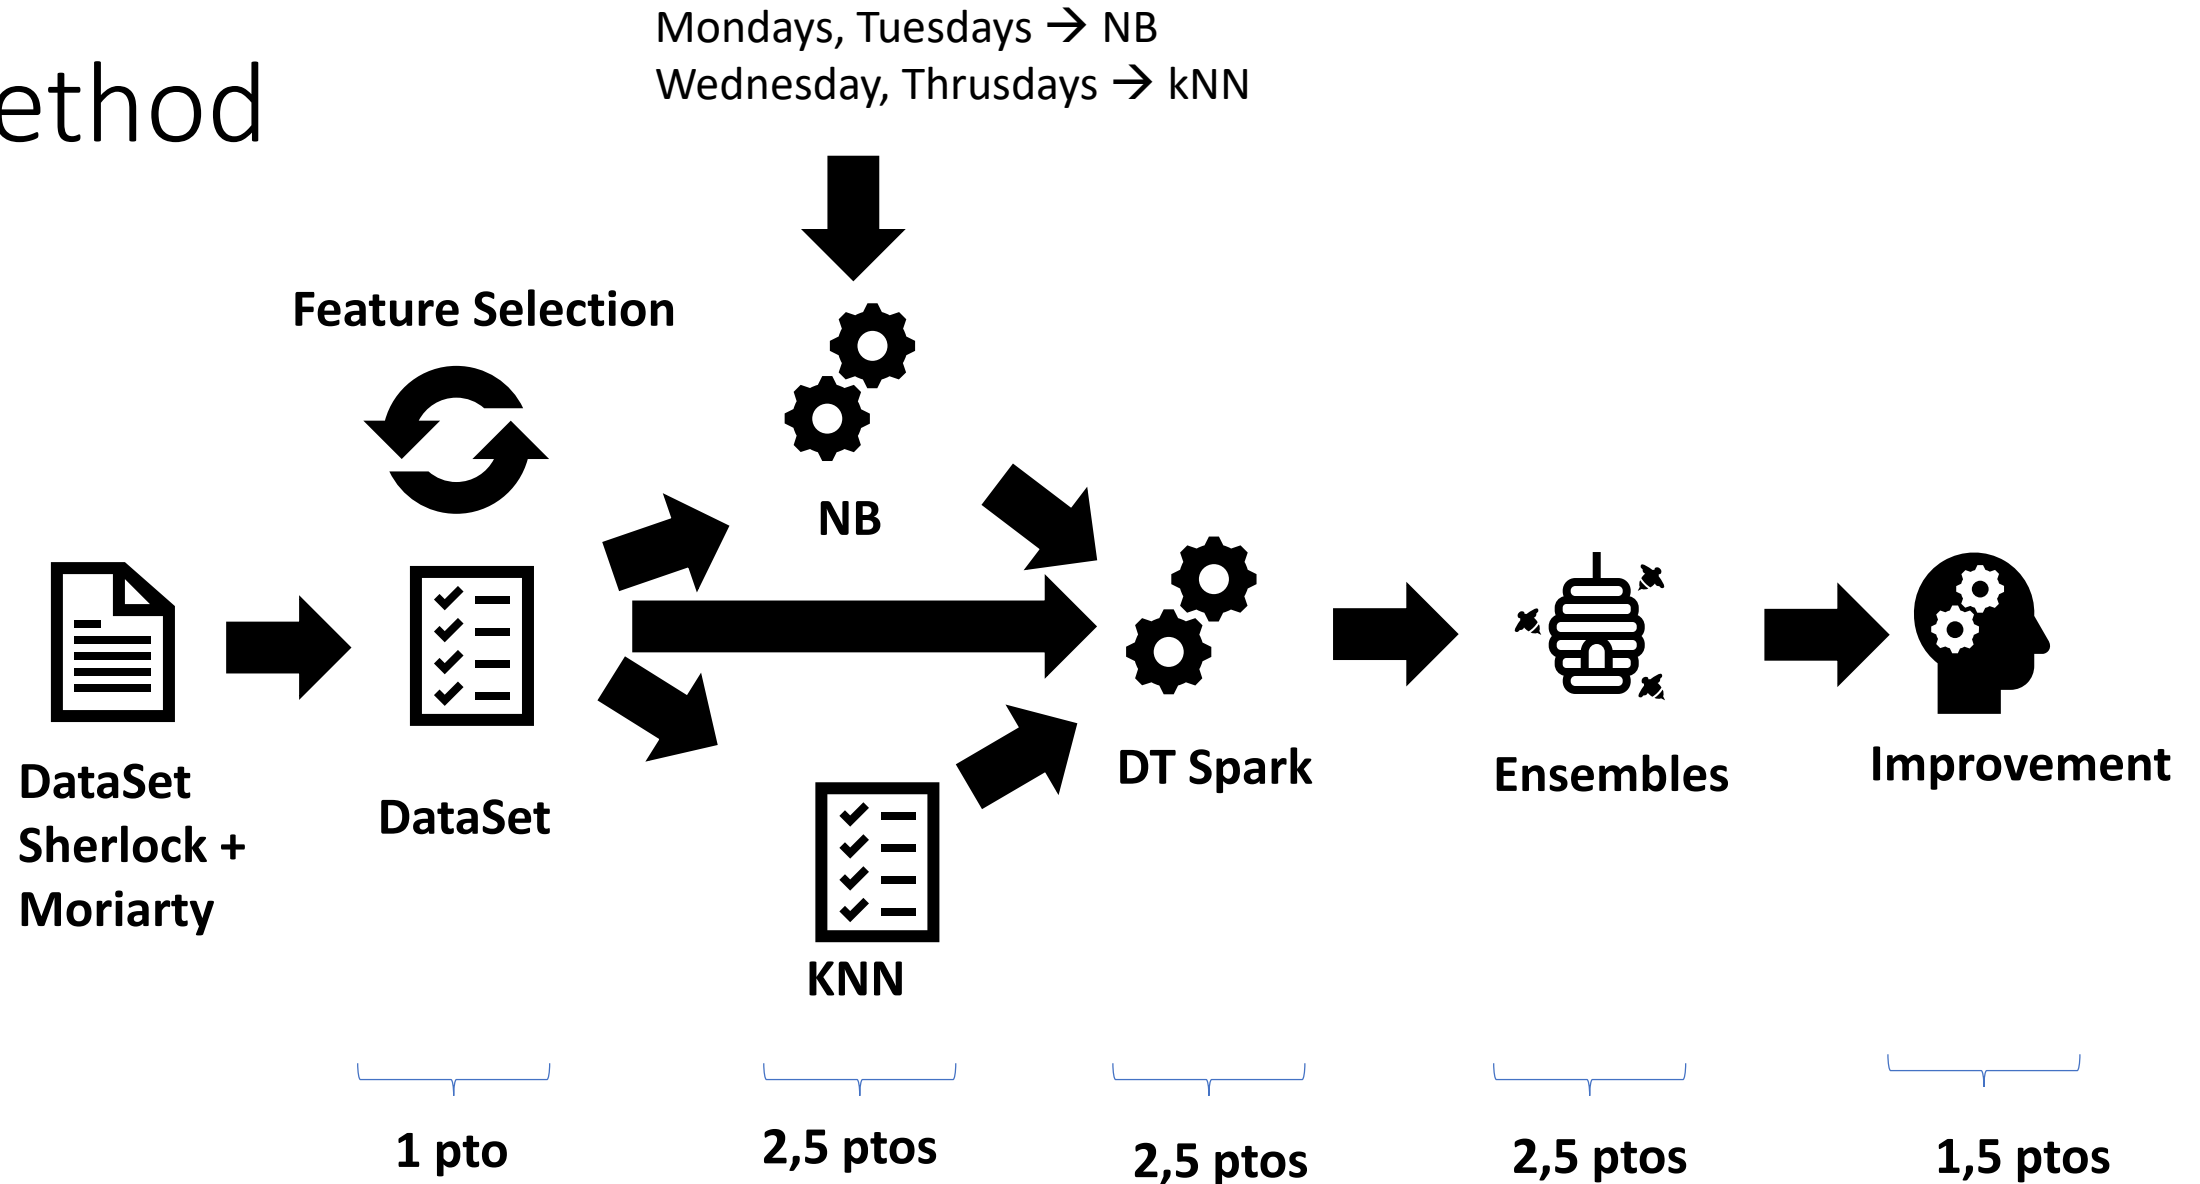 Mondays, Tuesdays → NB
Wednesday, Thrusdays → kNN
ethod
Feature Selection
NB
DataSet
Sherlock +
Moriarty
DataSet
KNN
DT Spark
Ensembles
Improvement
1 pto
2,5 ptos
2,5 ptos
2,5 ptos
1,5 ptos